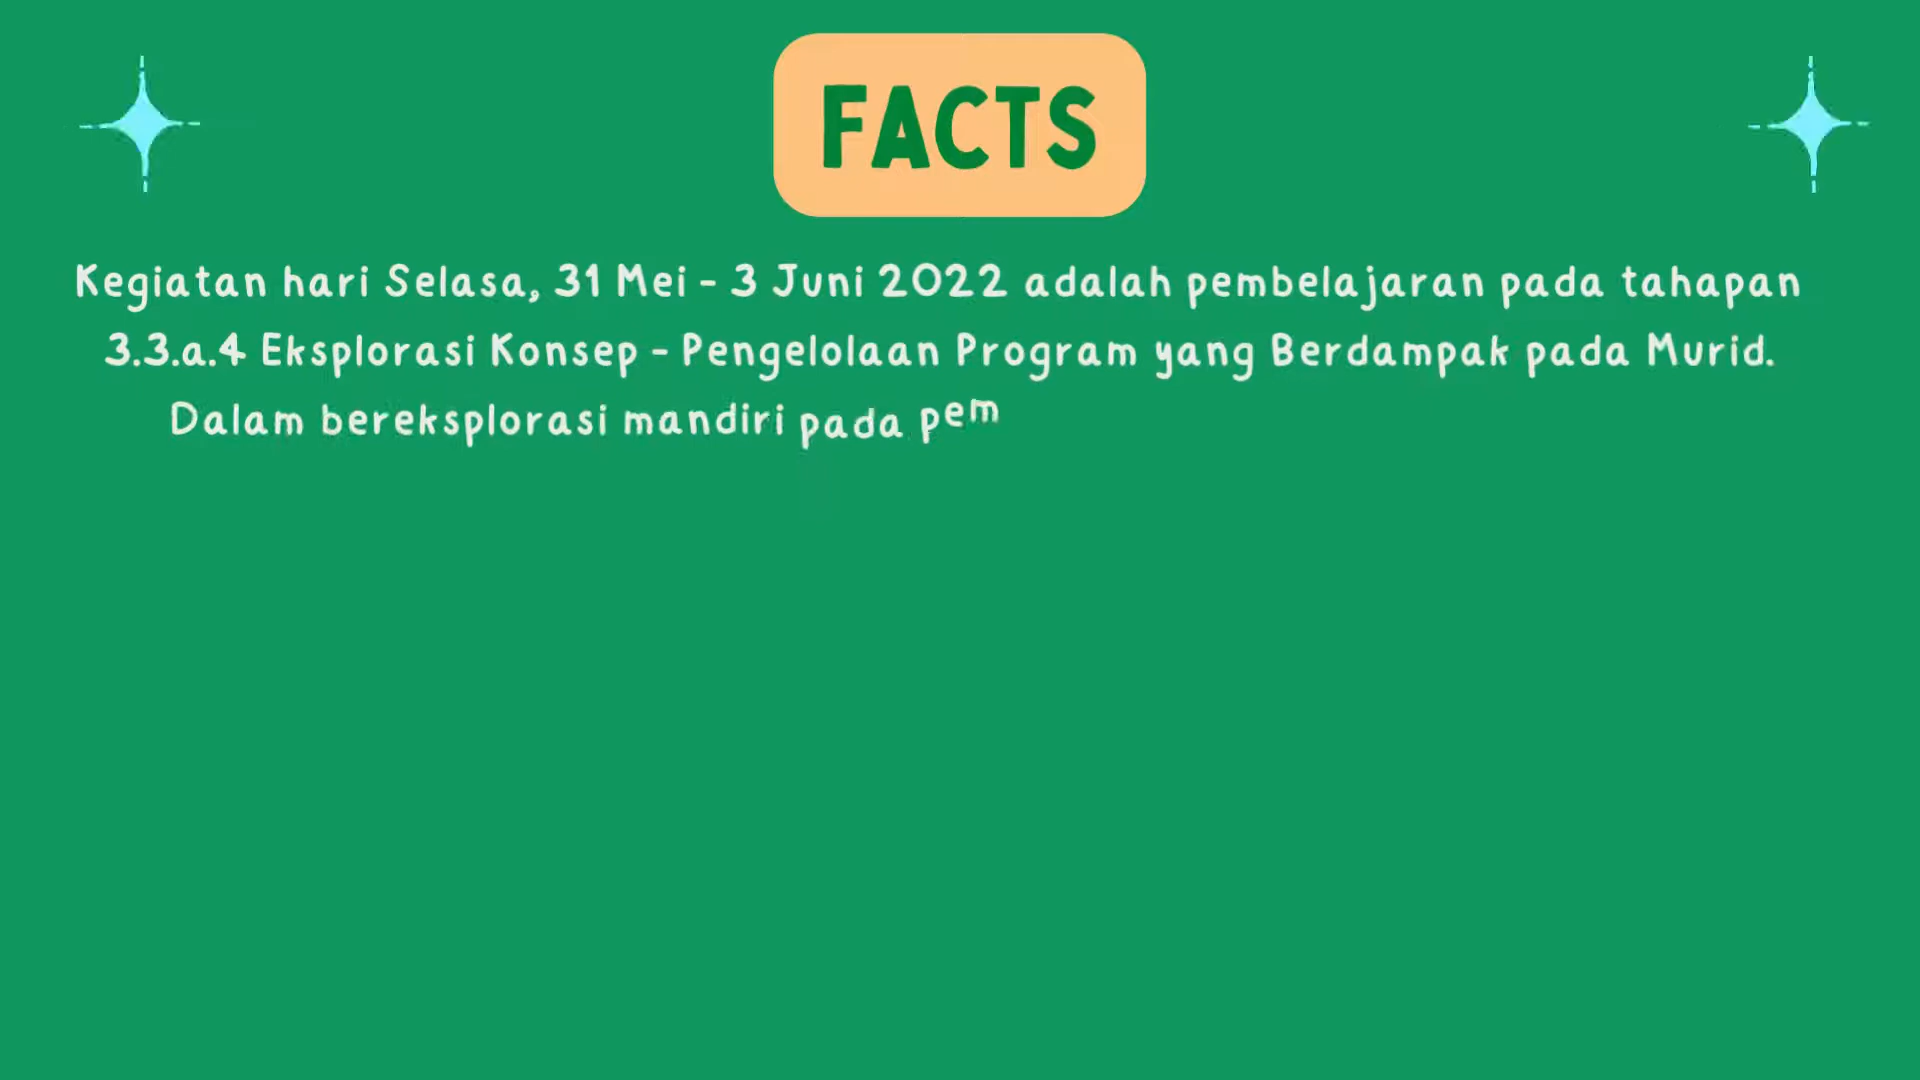 FACTS
Kegiatan hari Selasa, 31 Mei - 3 Juni 2022 adalah pembelajaran pada tahapan
3.3.a.4 Eksplorasi Konsep - Pengelolaan Program yang Berdampak pada Murid.
Dalam bereksplorasi mandiri pada pem